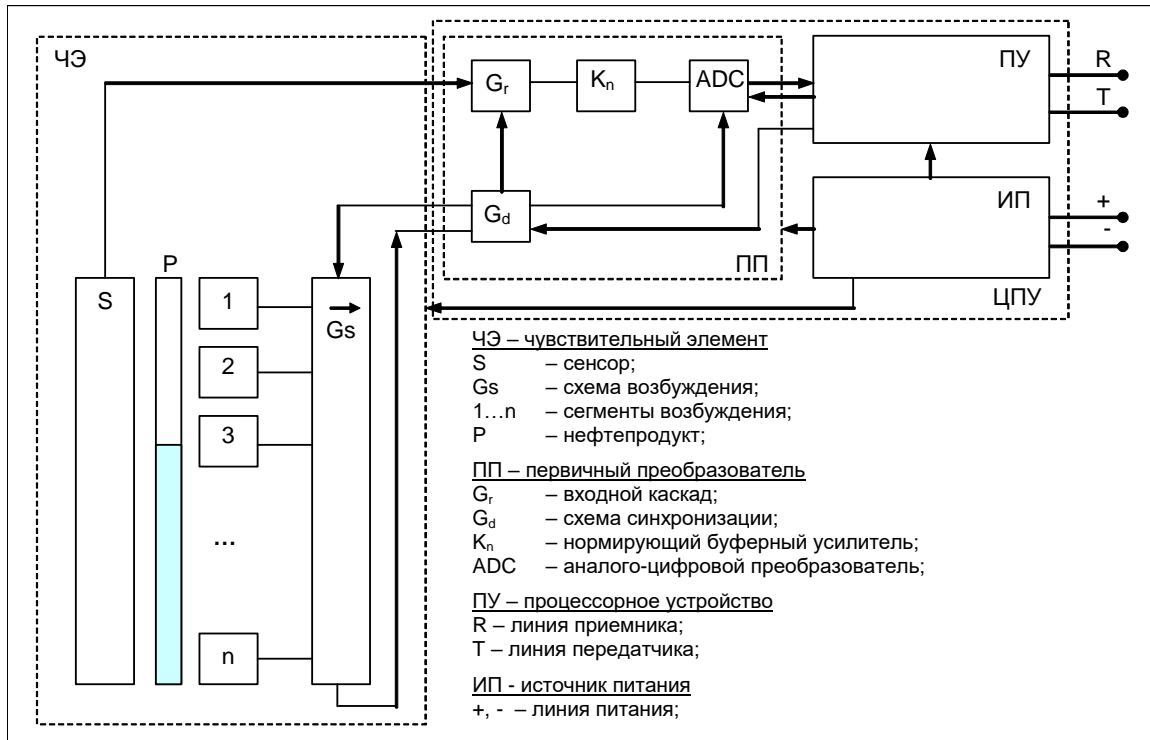 ЧЭ
S
P
1
2
3
...
n
Gs
Gr
Kn
ADC
Gd
ПП
ПУ
R
T
ИП
+
-
ЦПУ
ЧЭ – чувствительный элемент
S – сенсор;
Gs – схема возбуждения;
1...n – сегменты возбуждения;
P – нефтепродукт;
ПП – первичный преобразователь
Gr – входной каскад;
Gd – схема синхронизации;
Kn – нормирующий буферный усилитель;
ADC – аналого-цифровой преобразователь;
ПУ – процессорное устройство
R – линия приемника;
T – линия передатчика;
ИП - источник питания
+, - – линия питания;